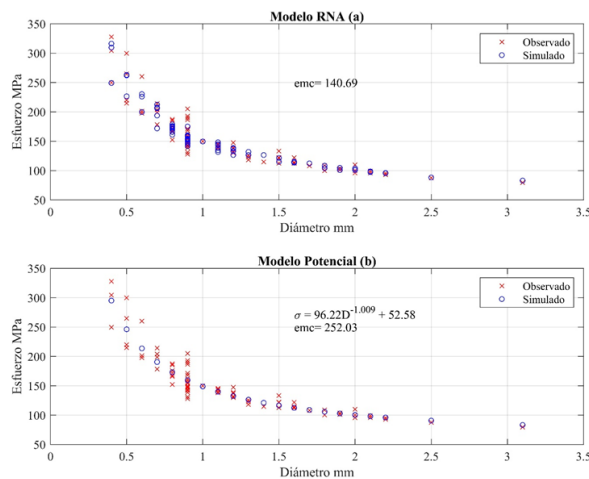 Modelo RNA (a)
350
300
250
200
150
100
50
Esfuerzo MPa
× Observado
○ Simulado
emc= 140.69
0 0.5 1 1.5 2 2.5 3 3.5
Diámetro mm
Modelo Potencial (b)
350
300
250
200
150
100
50
Esfuerzo MPa
× Observado
○ Simulado
σ = 96.22D^-1.009 + 52.58
emc= 252.03
0 0.5 1 1.5 2 2.5 3 3.5
Diámetro mm